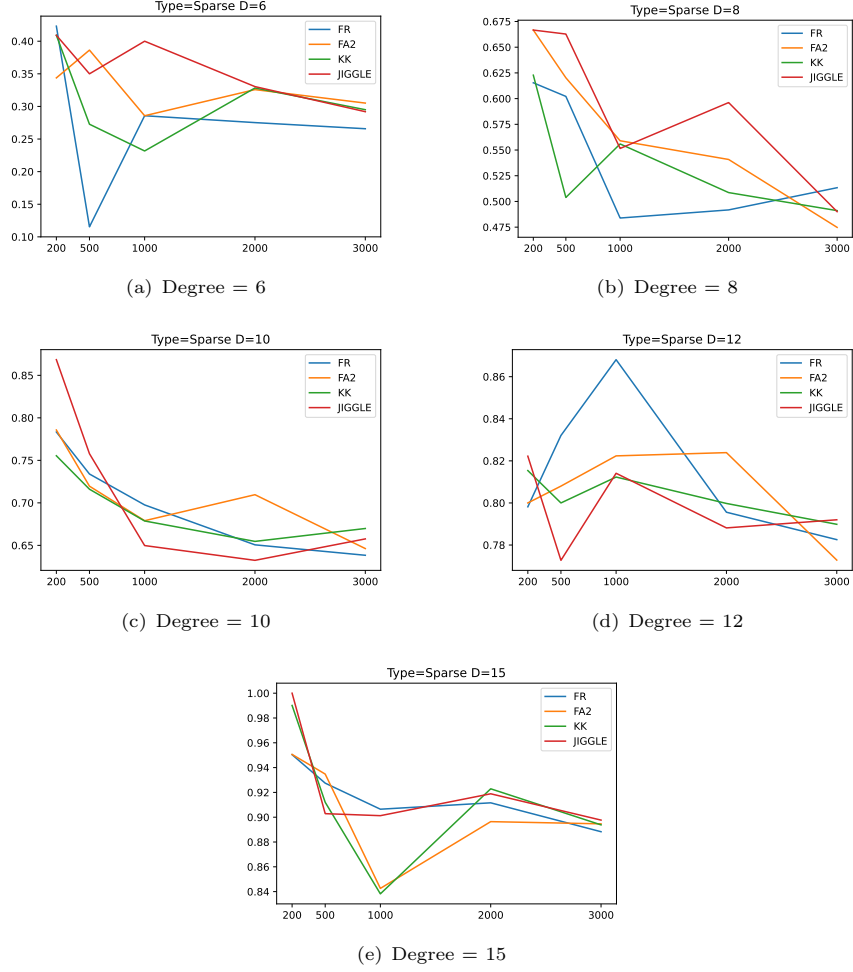 Type=Sparse D=6
0.40
0.35
0.30
0.25
0.20
0.15
0.10
200 500 1000 2000 3000
FR
FA2
KK
JIGGLE
(a) Degree = 6
Type=Sparse D=8
0.675
0.650
0.625
0.600
0.575
0.550
0.525
0.500
0.475
200 500 1000 2000 3000
FR
FA2
KK
JIGGLE
(b) Degree = 8
Type=Sparse D=10
0.85
0.80
0.75
0.70
0.65
200 500 1000 2000 3000
FR
FA2
KK
JIGGLE
(c) Degree = 10
Type=Sparse D=12
0.86
0.84
0.82
0.80
0.78
200 500 1000 2000 3000
FR
FA2
KK
JIGGLE
(d) Degree = 12
Type=Sparse D=15
1.00
0.98
0.96
0.94
0.92
0.90
0.88
0.86
0.84
200 500 1000 2000 3000
FR
FA2
KK
JIGGLE
(e) Degree = 15